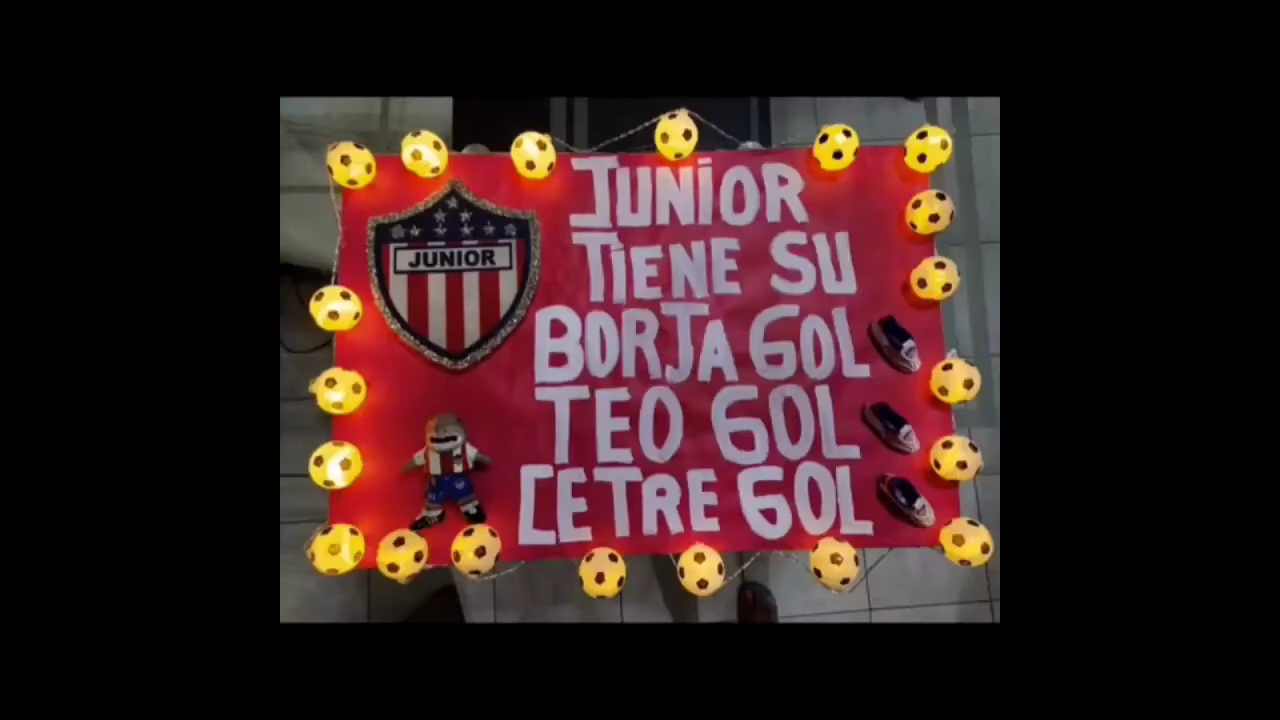 JUNIOR
JUNIOR
TIENE SU
BORJA GOL
TEO GOL
CETRE GOL